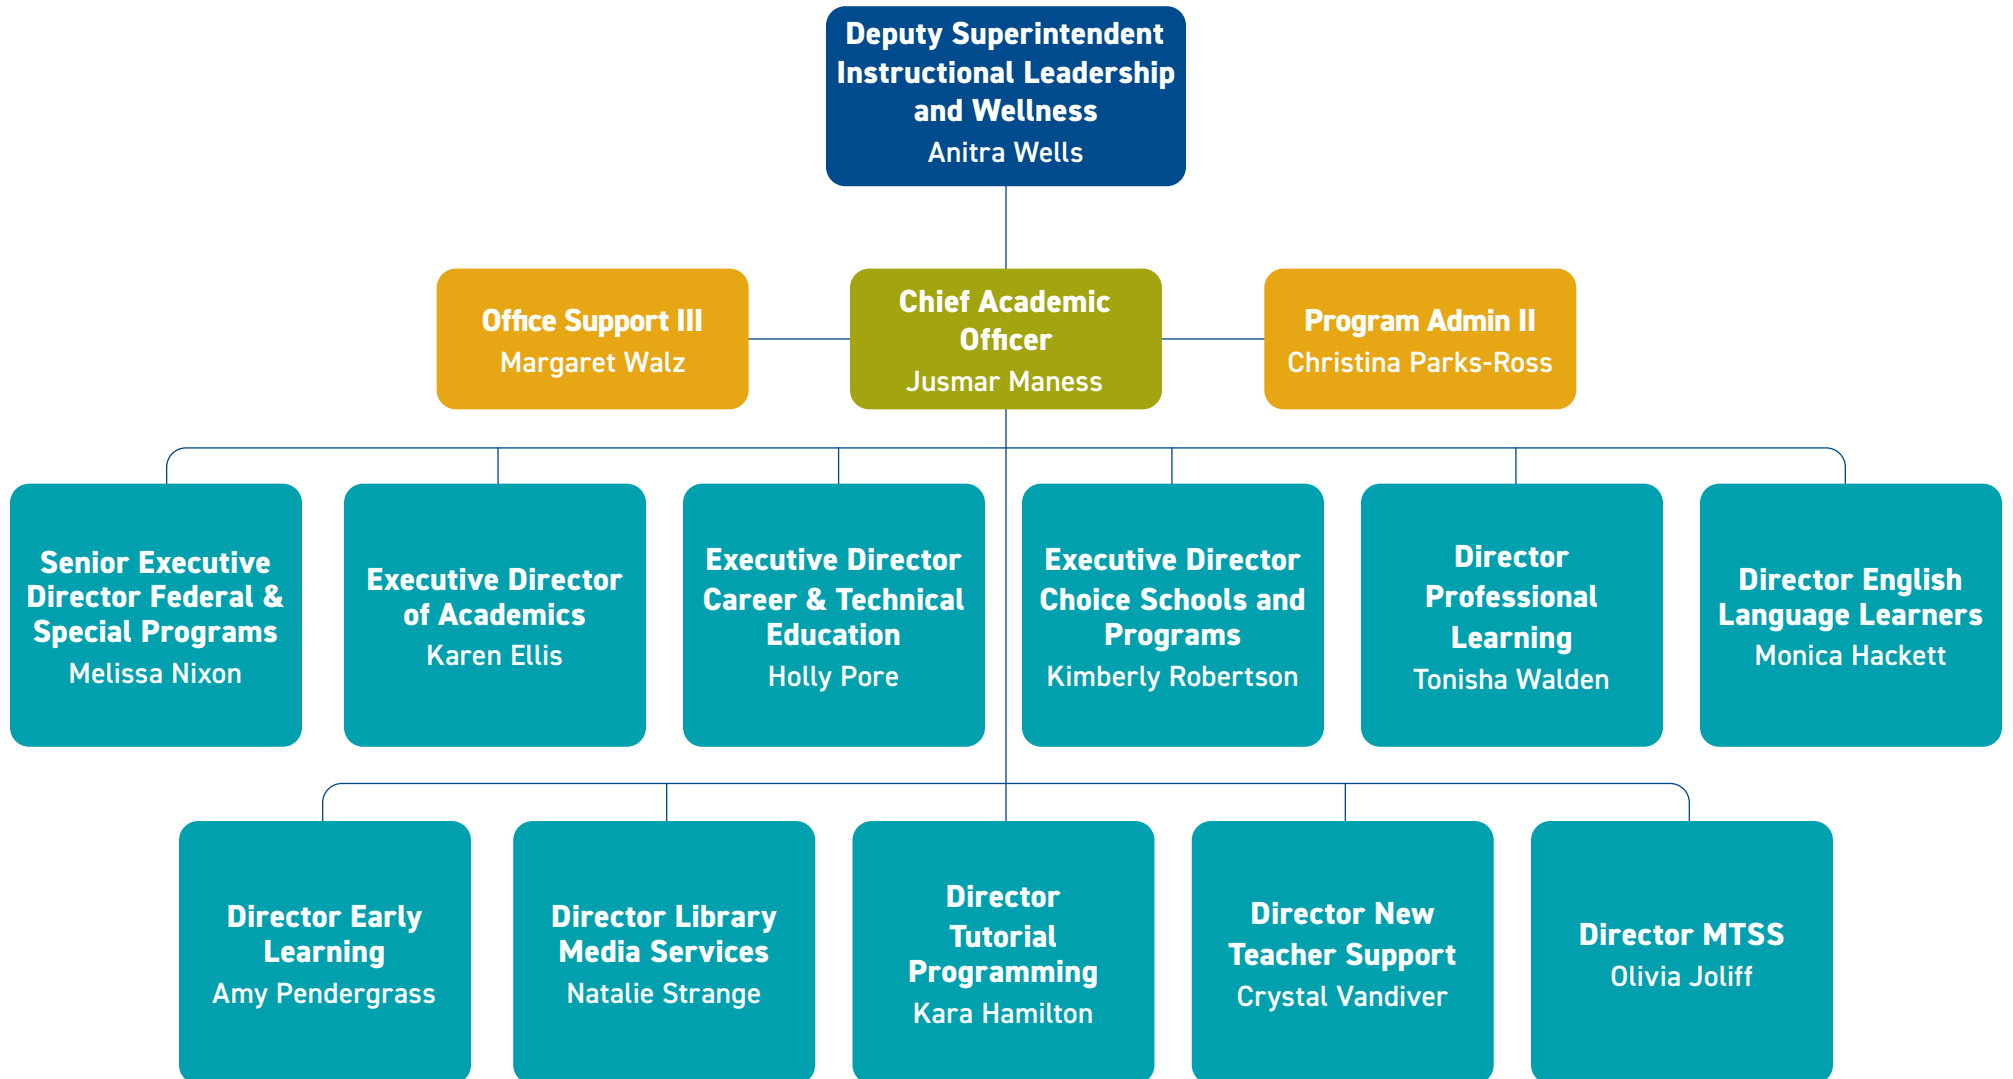 Deputy Superintendent
Instructional Leadership
and Wellness
Anitra Wells
Office Support III
Margaret Walz
Chief Academic
Officer
Jusmar Maness
Program Admin II
Christina Parks-Ross
Senior Executive
Director Federal &
Special Programs
Melissa Nixon
Executive Director
of Academics
Karen Ellis
Executive Director
Career & Technical
Education
Holly Pore
Executive Director
Choice Schools and
Programs
Kimberly Robertson
Director
Professional
Learning
Tonisha Walden
Director English
Language Learners
Monica Hackett
Director Early
Learning
Amy Pendergrass
Director Library
Media Services
Natalie Strange
Director
Tutorial
Programming
Kara Hamilton
Director New
Teacher Support
Crystal Vandiver
Director MTSS
Olivia Joliff